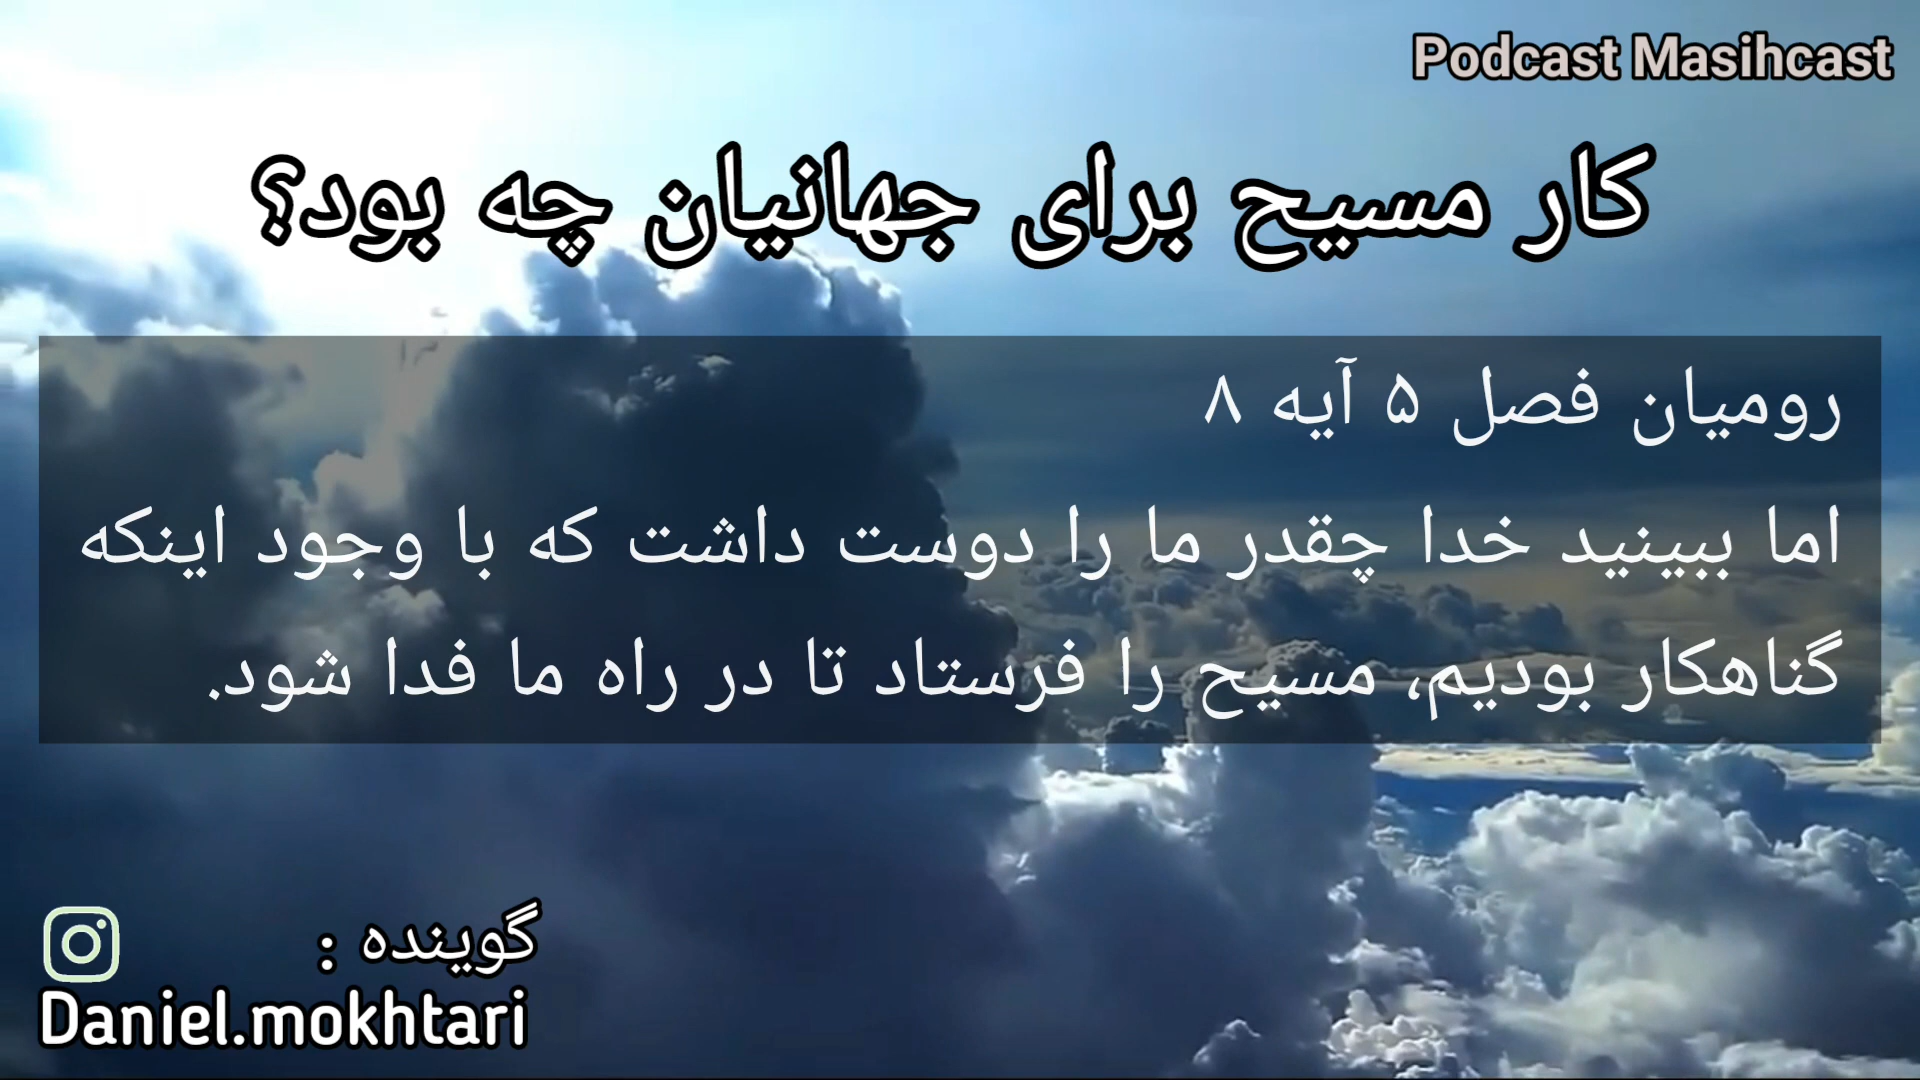 Podcast Masihcast
کار مسیح برای جهانیان چه بود؟
رومیان فصل ۵ آیه ۸
اما ببینید خدا چقدر ما را دوست داشت که با وجود اینکه
گناهکار بودیم، مسیح را فرستاد تا در راه ما فدا شود.
گوینده :
Daniel.mokhtari